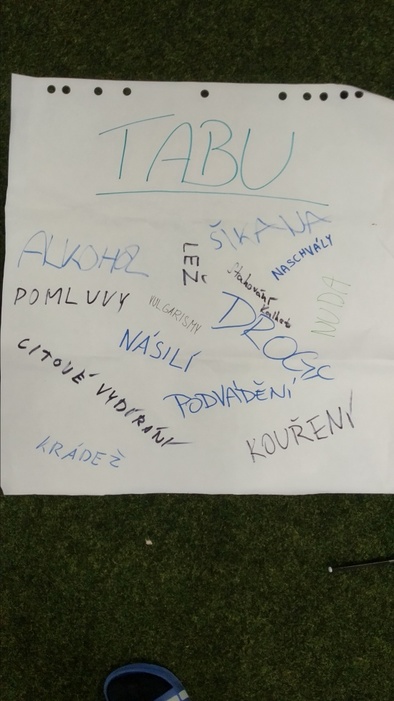 TABU
ŠIKANA
ALKOHOL
LEŽ
NASCHVÁLY
POMLUVY
VULGARISMY
DROGY
NUDA
NÁSILÍ
CITOVÉ VYDÍRÁNÍ
PODVÁDĚNÍ
KOUŘENÍ
KRÁDEŽ